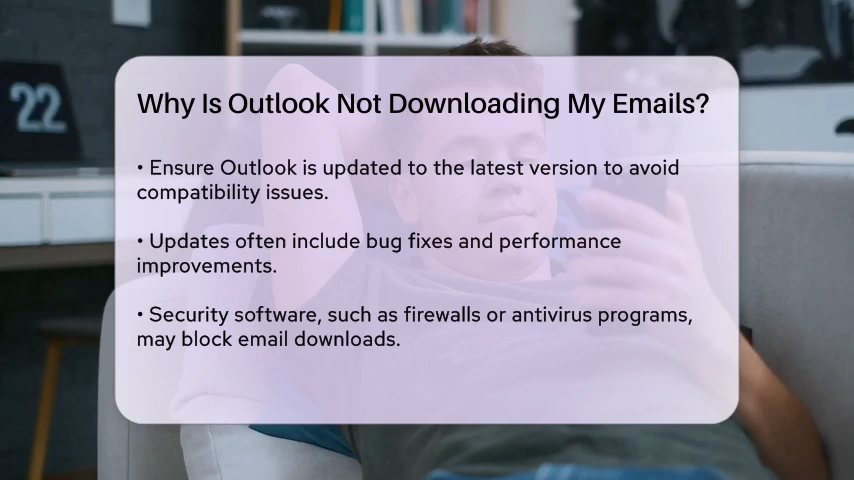 22
Why Is Outlook Not Downloading My Emails?
• Ensure Outlook is updated to the latest version to avoid
compatibility issues.
• Updates often include bug fixes and performance
improvements.
• Security software, such as firewalls or antivirus programs,
may block email downloads.